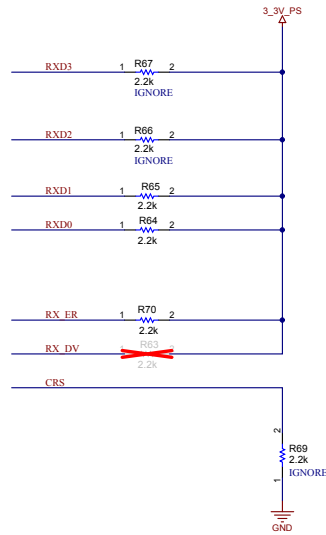 3_3V_PS
RXD3 1 R67 2
2.2k
IGNORE
RXD2 1 R66 2
2.2k
IGNORE
RXD1 1 R65 2
2.2k
RXD0 1 R64 2
2.2k
RX_ER 1 R70 2
2.2k
RX_DV 1 R63 2
2.2k
CRS
2
R69
2.2k
IGNORE
1
GND